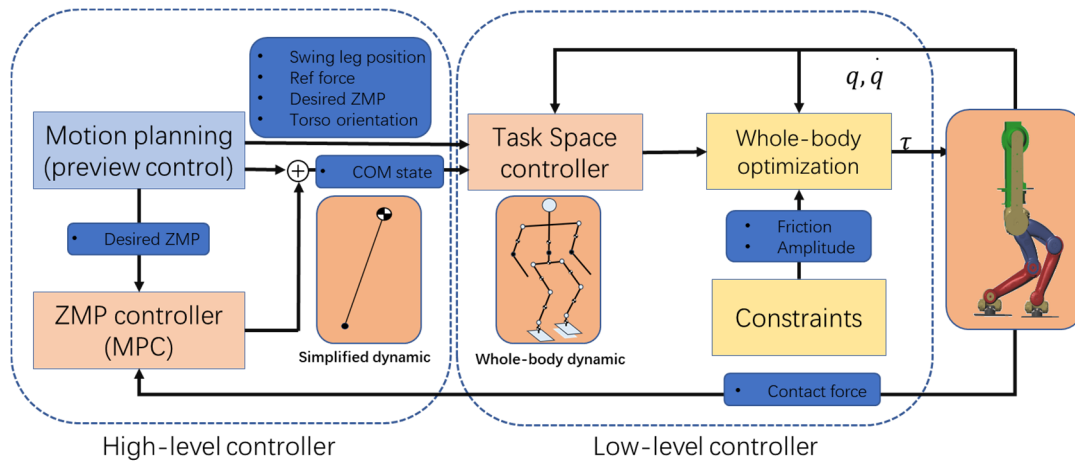 Swing leg position
Ref force
Desired ZMP
Torso orientation
Motion planning
(preview control)
COM state
Desired ZMP
ZMP controller
(MPC)
Simplified dynamic
High-level controller
Task Space
controller
Whole-body dynamic
q, q̇
Whole-body
optimization
τ
Friction
Amplitude
Constraints
Contact force
Low-level controller